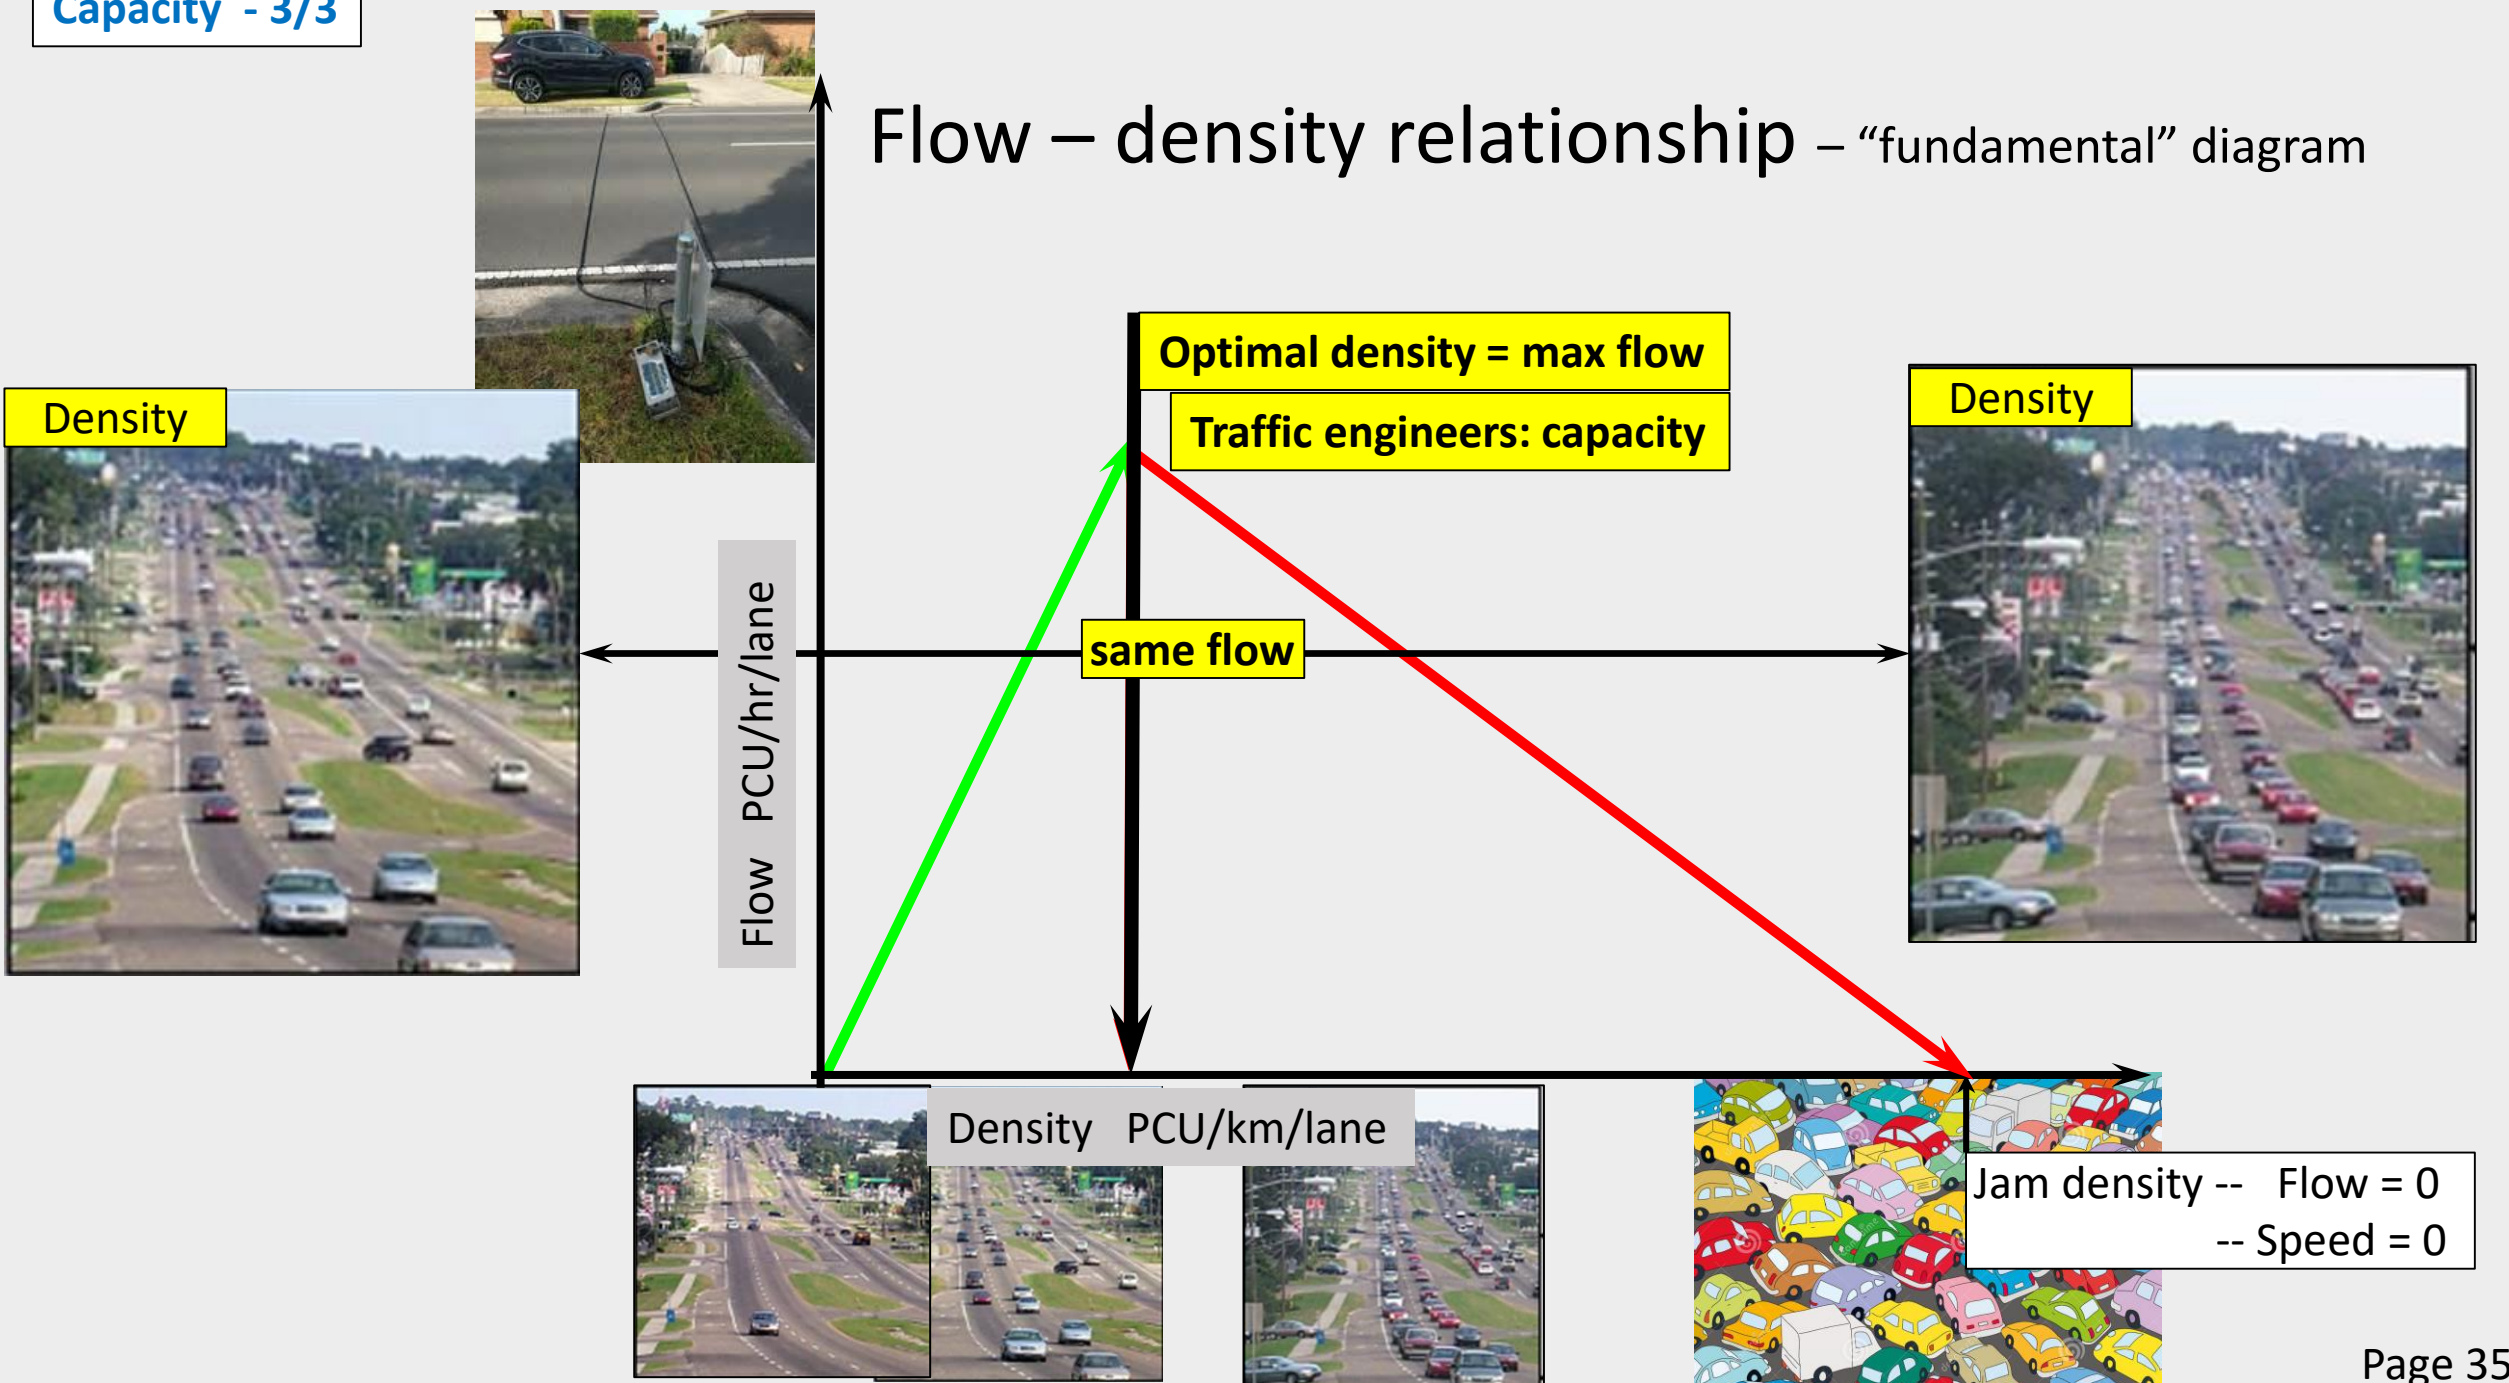 Capacity - 3/3
Flow – density relationship – “fundamental” diagram
Optimal density = max flow
Traffic engineers: capacity
Density
Density
same flow
Flow PCU/hr/lane
Density PCU/km/lane
Jam density -- Flow = 0
-- Speed = 0
Page 35